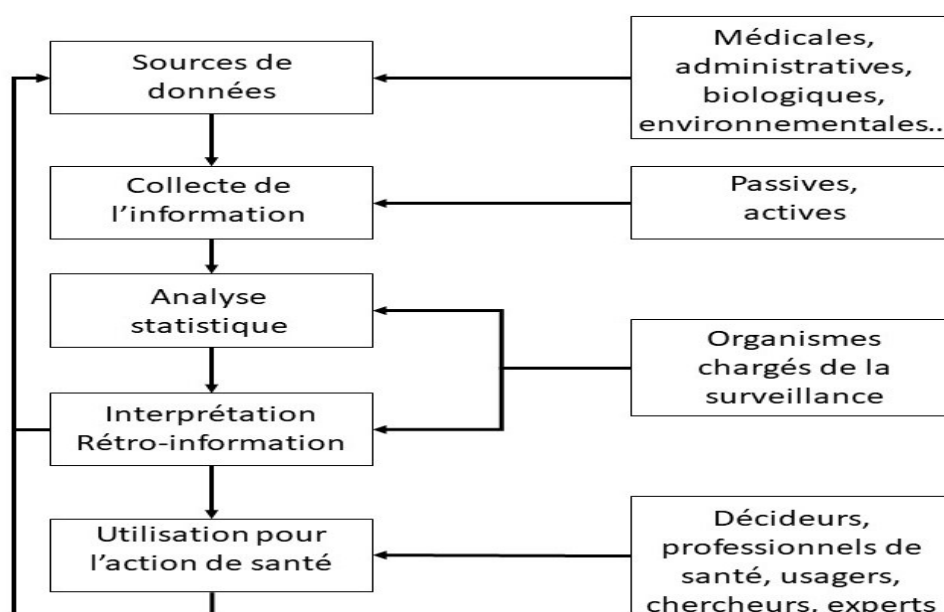 Sources de
données
Médicales,
administratives,
biologiques,
environnementales..
Collecte de
l’information
Passives,
actives
Analyse
statistique
Organismes
chargés de la
surveillance
Interprétation
Rétro-information
Utilisation pour
l’action de santé
Décideurs,
professionnels de
santé, usagers,
chercheurs, experts